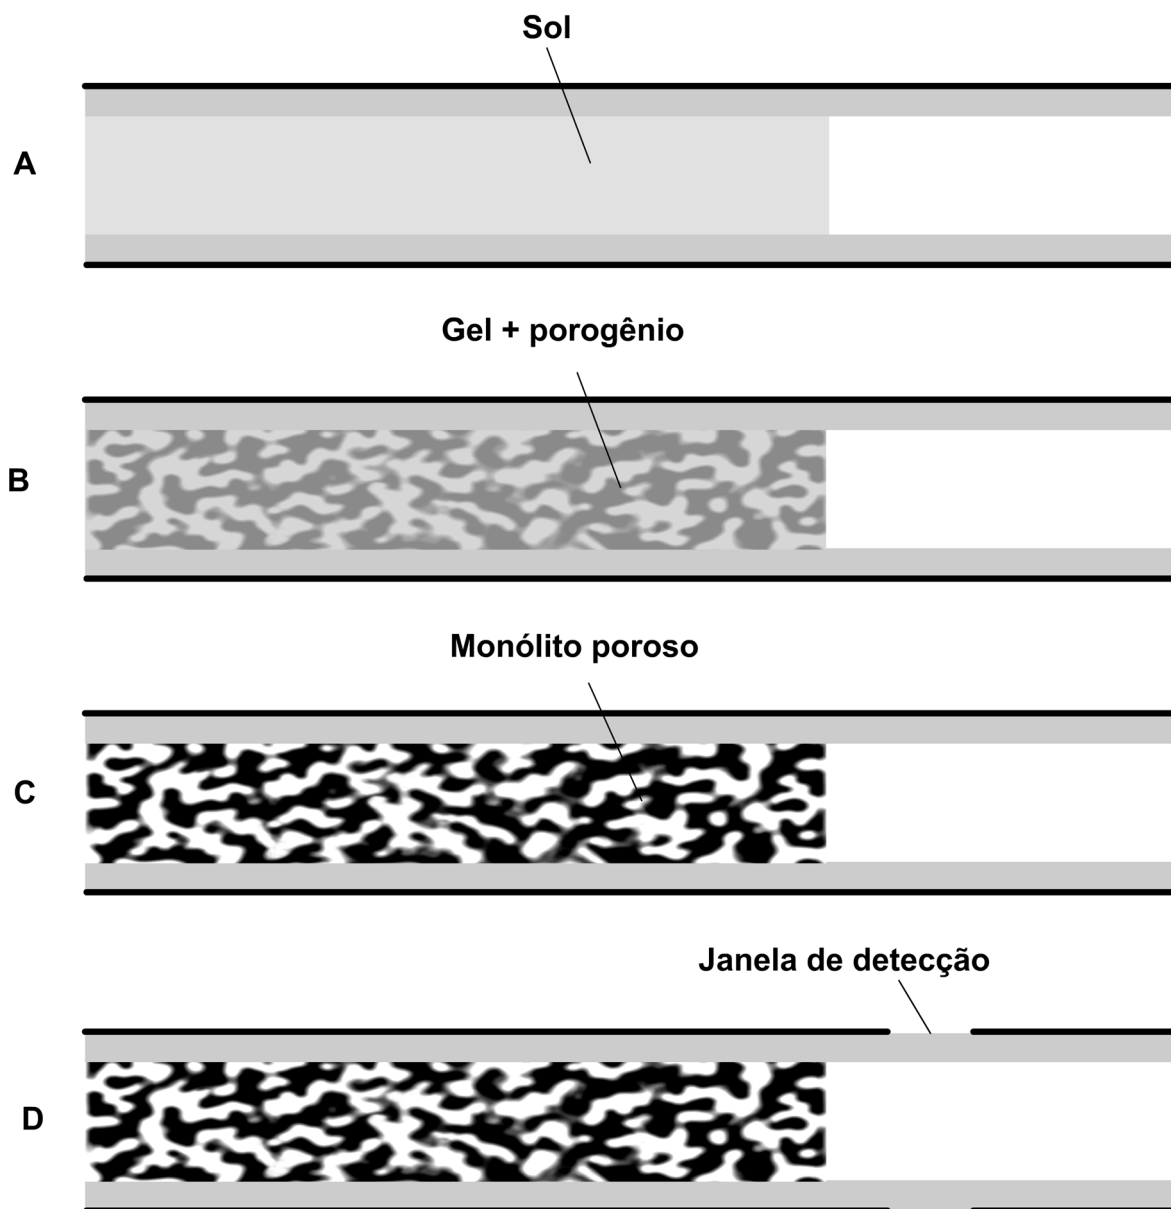 Sol
A
Gel + porogênio
B
Monólito poroso
C
Janela de detecção
D